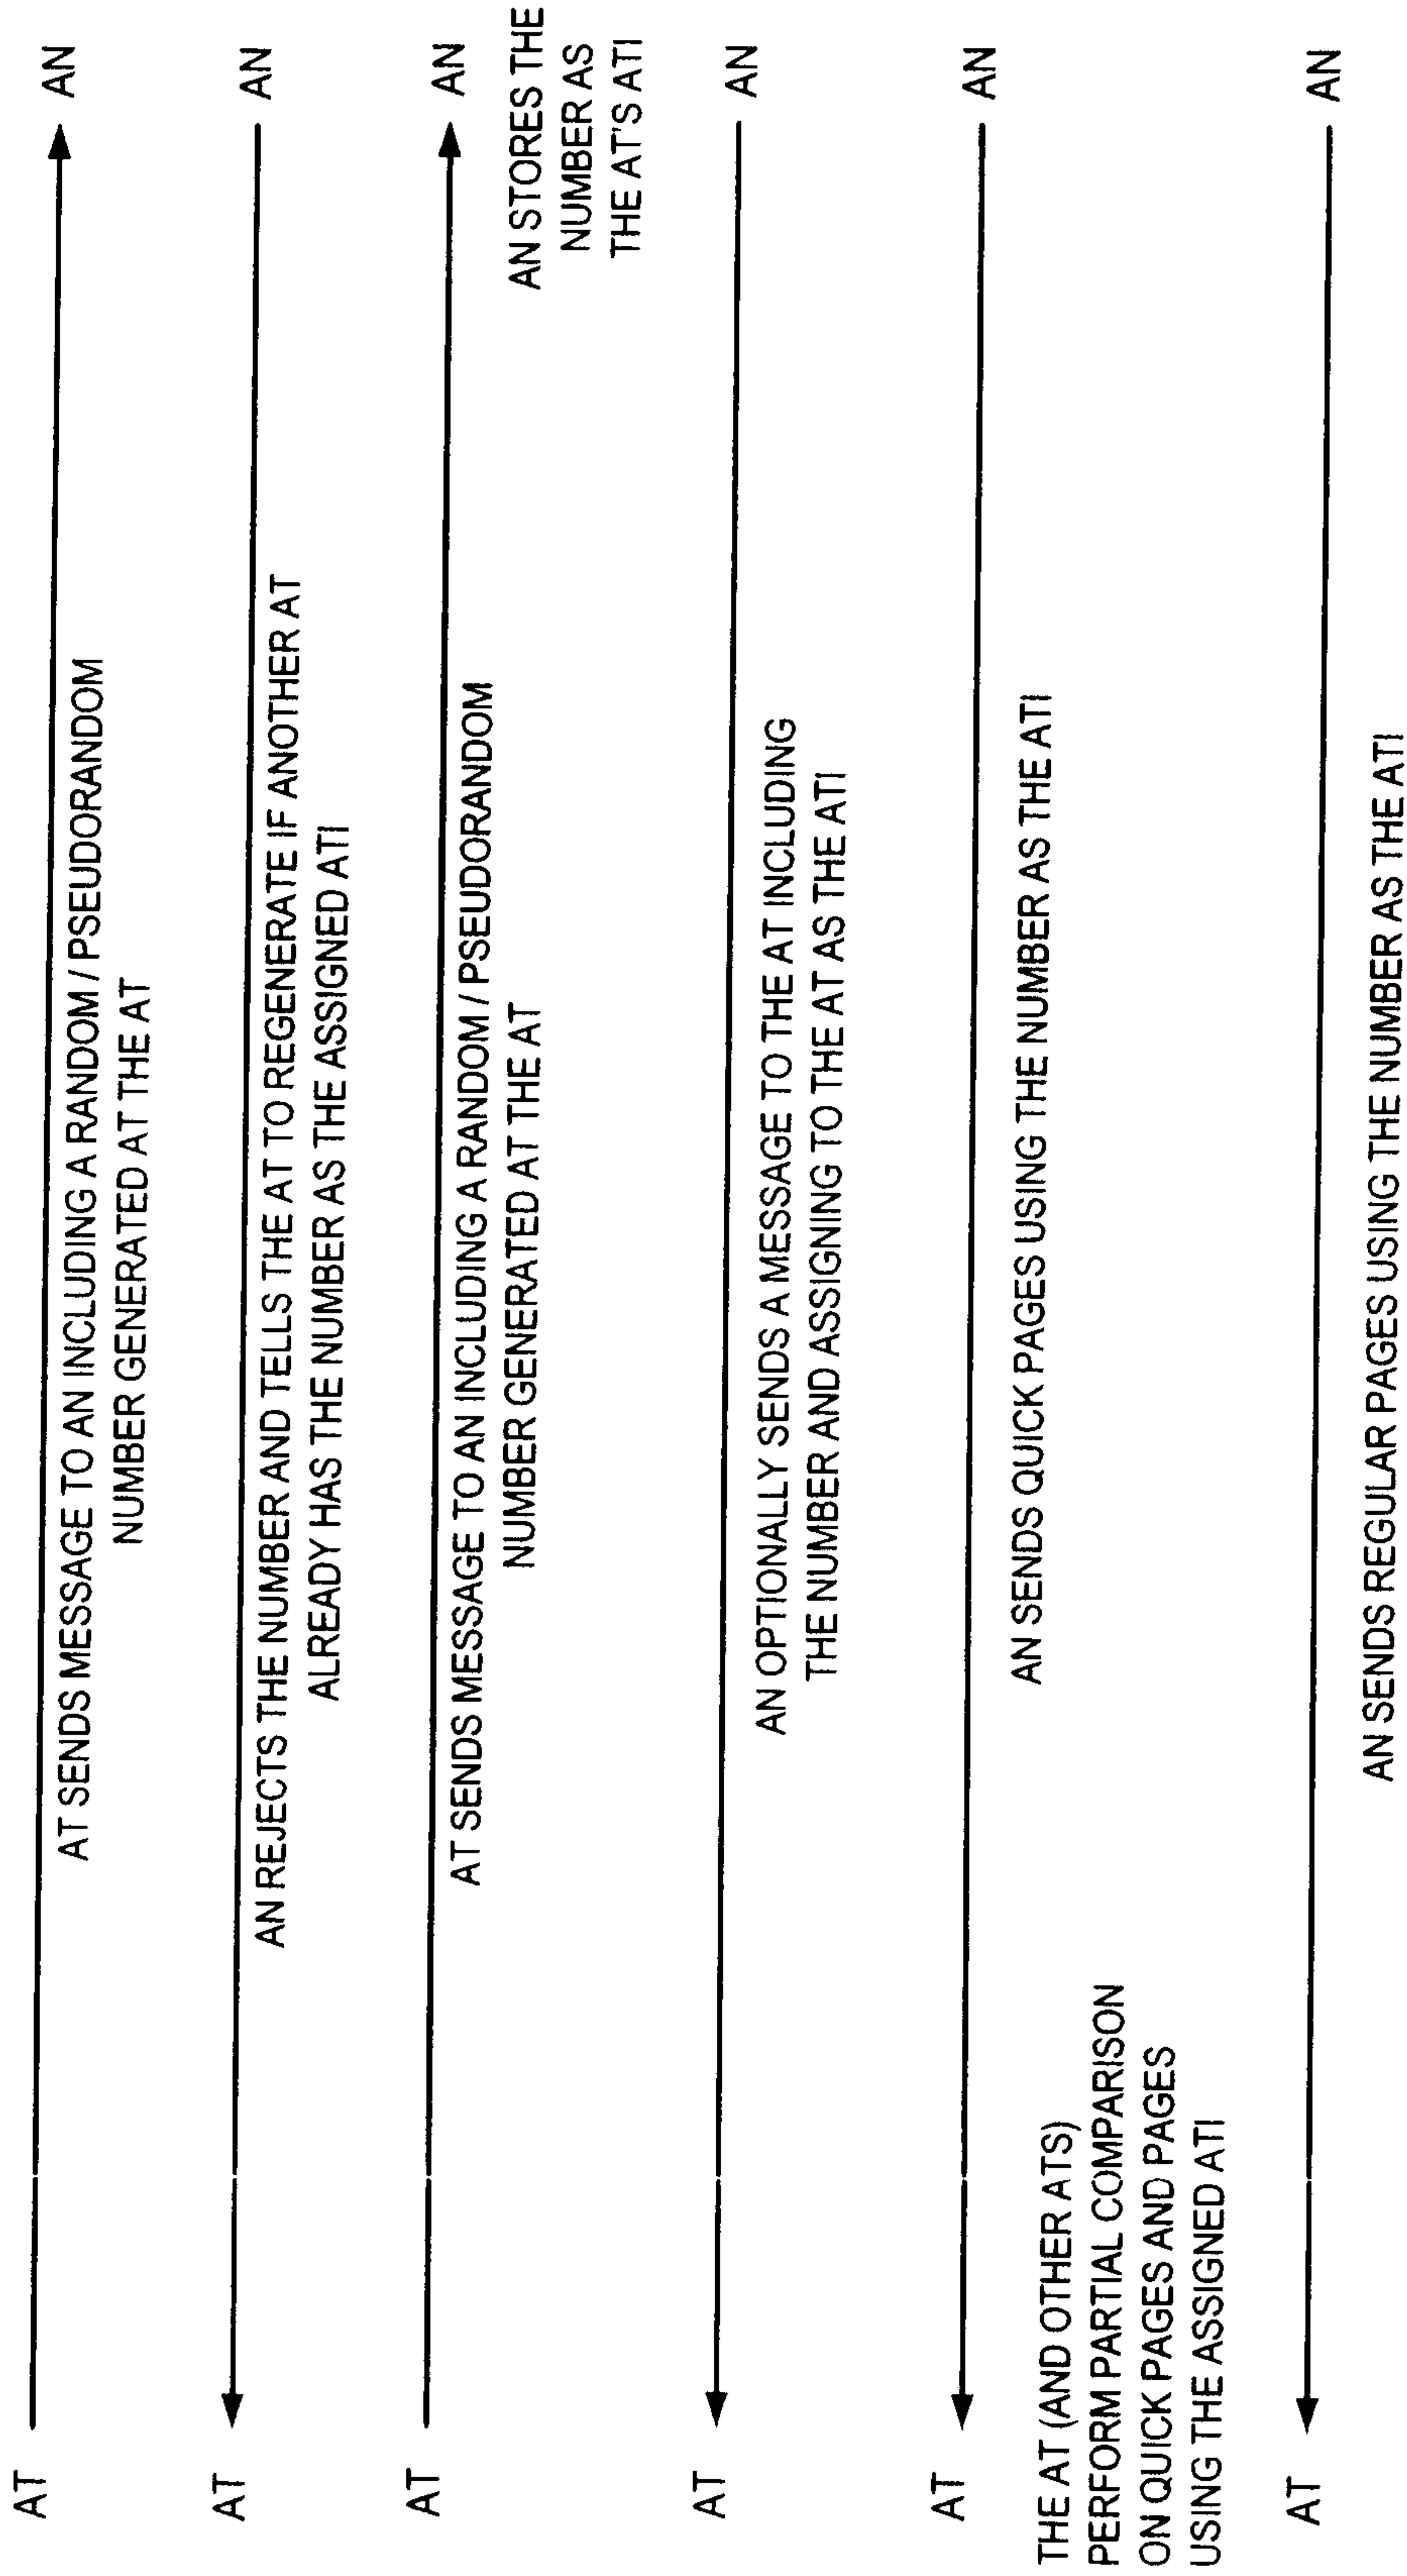 AT AN
AT SENDS MESSAGE TO AN INCLUDING A RANDOM / PSEUDORANDOM
NUMBER GENERATED AT THE AT
AT AN
AN REJECTS THE NUMBER AND TELLS THE AT TO REGENERATE IF ANOTHER AT
ALREADY HAS THE NUMBER AS THE ASSIGNED ATI
AT AN
AT SENDS MESSAGE TO AN INCLUDING A RANDOM / PSEUDORANDOM
NUMBER GENERATED AT THE AT
AN STORES THE
NUMBER AS
THE AT'S ATI
AT AN
AN OPTIONALLY SENDS A MESSAGE TO THE AT INCLUDING
THE NUMBER AND ASSIGNING TO THE AT AS THE ATI
AT AN
AN SENDS QUICK PAGES USING THE NUMBER AS THE ATI
THE AT (AND OTHER ATS)
PERFORM PARTIAL COMPARISON
ON QUICK PAGES AND PAGES
USING THE ASSIGNED ATI
AT AN
AN SENDS REGULAR PAGES USING THE NUMBER AS THE ATI